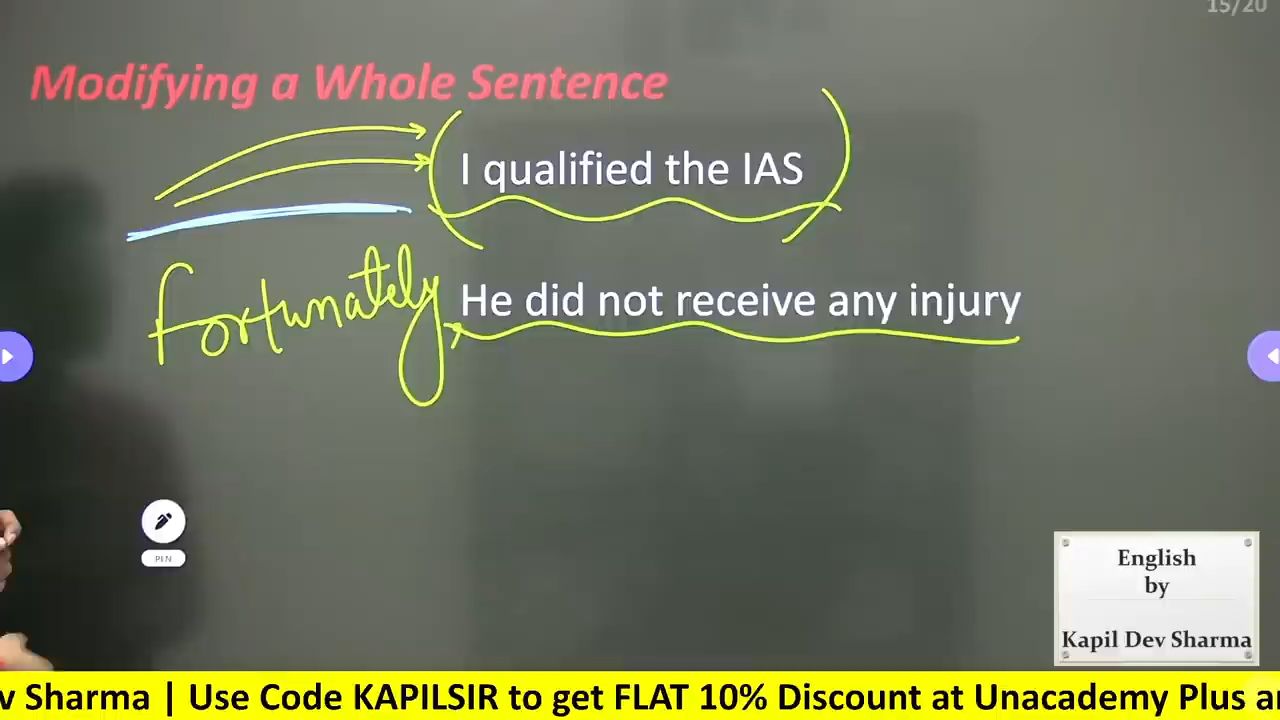 15/20
Modifying a Whole Sentence
I qualified the IAS
fortunately He did not receive any injury
PEN
English
by
Kapil Dev Sharma
v Sharma | Use Code KAPILSIR to get FLAT 10% Discount at Unacademy Plus a